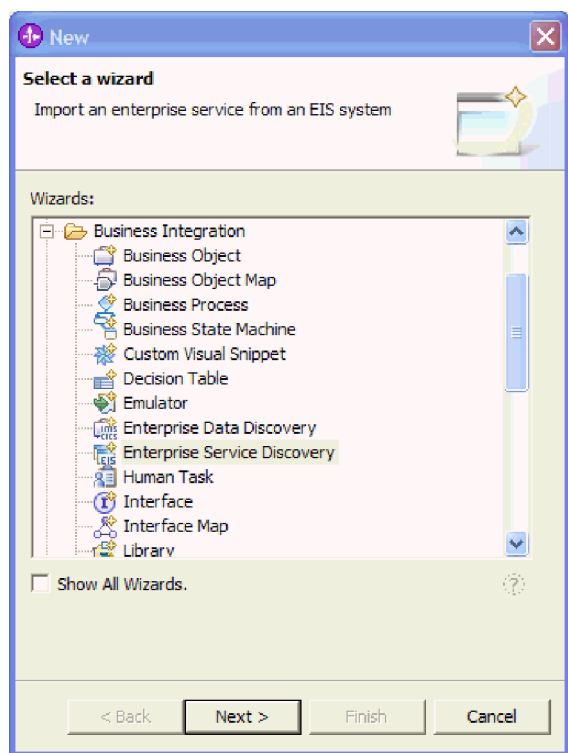 New
Select a wizard
Import an enterprise service from an EIS system
Wizards:
Business Integration
Business Object
Business Object Map
Business Process
Business State Machine
Custom Visual Snippet
Decision Table
Emulator
Enterprise Data Discovery
Enterprise Service Discovery
Human Task
Interface
Interface Map
Library
Show All Wizards.
< Back
Next >
Finish
Cancel